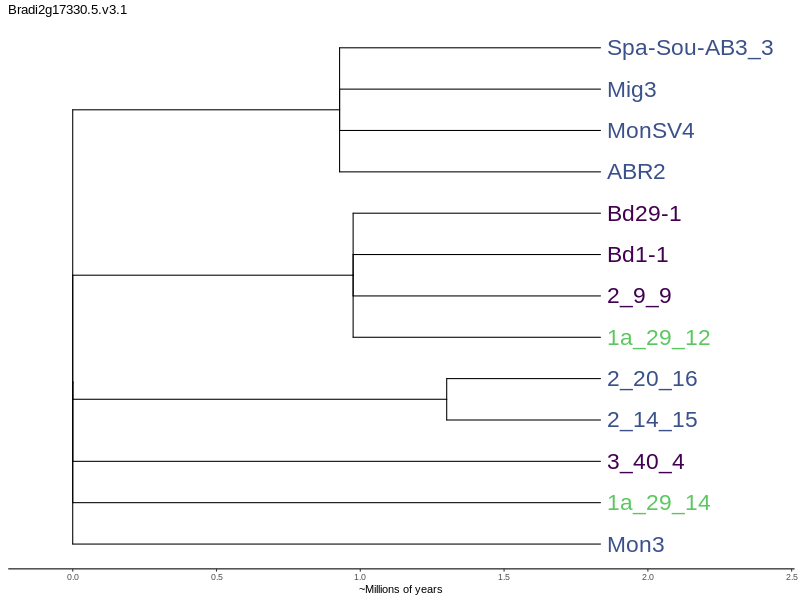 Bradi2g17330.5.v3.1
Spa-Sou-AB3_3
Mig3
MonSV4
ABR2
Bd29-1
Bd1-1
2_9_9
1a_29_12
2_20_16
2_14_15
3_40_4
1a_29_14
Mon3
0.0 0.5 1.0 1.5 2.0 2.5
~Millions of years